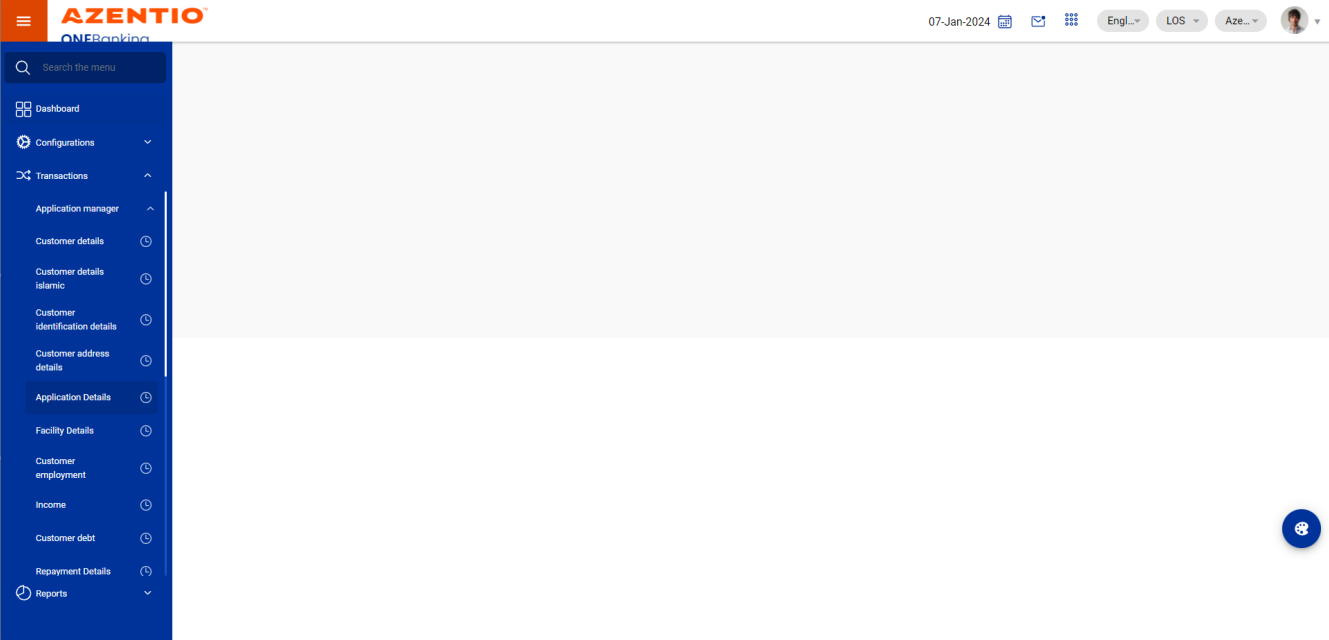 AZENTIO™
ONEBanking
07-Jan-2024
Engl...
LOS
Aze...
Search the menu
Dashboard
Configurations
Transactions
Application manager
Customer details
Customer details
islamic
Customer
identification details
Customer address
details
Application Details
Facility Details
Customer
employment
Income
Customer debt
Repayment Details
Reports